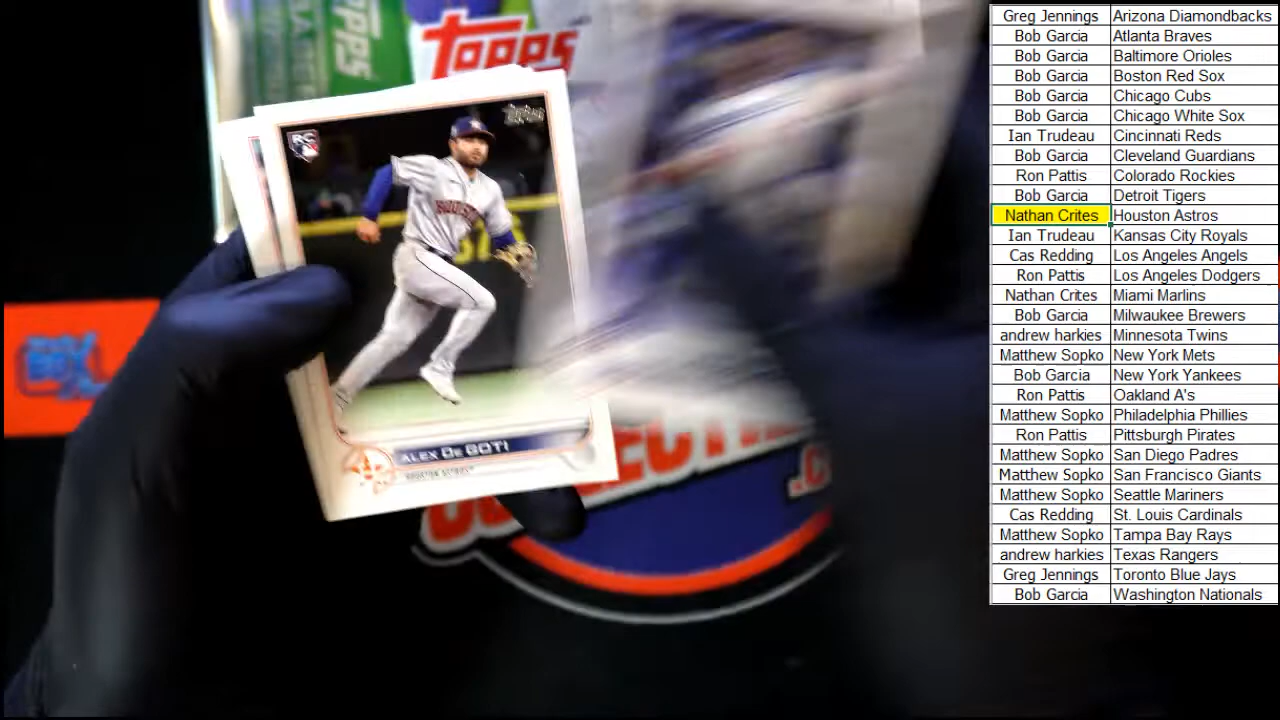 Topps
Topps
RC
Topps
HOUSTON
ALEX DE GOTI
HOUSTON ASTROS
BOX
COLLECTI
.C
Greg Jennings Arizona Diamondbacks
Bob Garcia Atlanta Braves
Bob Garcia Baltimore Orioles
Bob Garcia Boston Red Sox
Bob Garcia Chicago Cubs
Bob Garcia Chicago White Sox
Ian Trudeau Cincinnati Reds
Bob Garcia Cleveland Guardians
Ron Pattis Colorado Rockies
Bob Garcia Detroit Tigers
Nathan Crites Houston Astros
Ian Trudeau Kansas City Royals
Cas Redding Los Angeles Angels
Ron Pattis Los Angeles Dodgers
Nathan Crites Miami Marlins
Bob Garcia Milwaukee Brewers
andrew harkies Minnesota Twins
Matthew Sopko New York Mets
Bob Garcia New York Yankees
Ron Pattis Oakland A's
Matthew Sopko Philadelphia Phillies
Ron Pattis Pittsburgh Pirates
Matthew Sopko San Diego Padres
Matthew Sopko San Francisco Giants
Matthew Sopko Seattle Mariners
Cas Redding St. Louis Cardinals
Matthew Sopko Tampa Bay Rays
andrew harkies Texas Rangers
Greg Jennings Toronto Blue Jays
Bob Garcia Washington Nationals